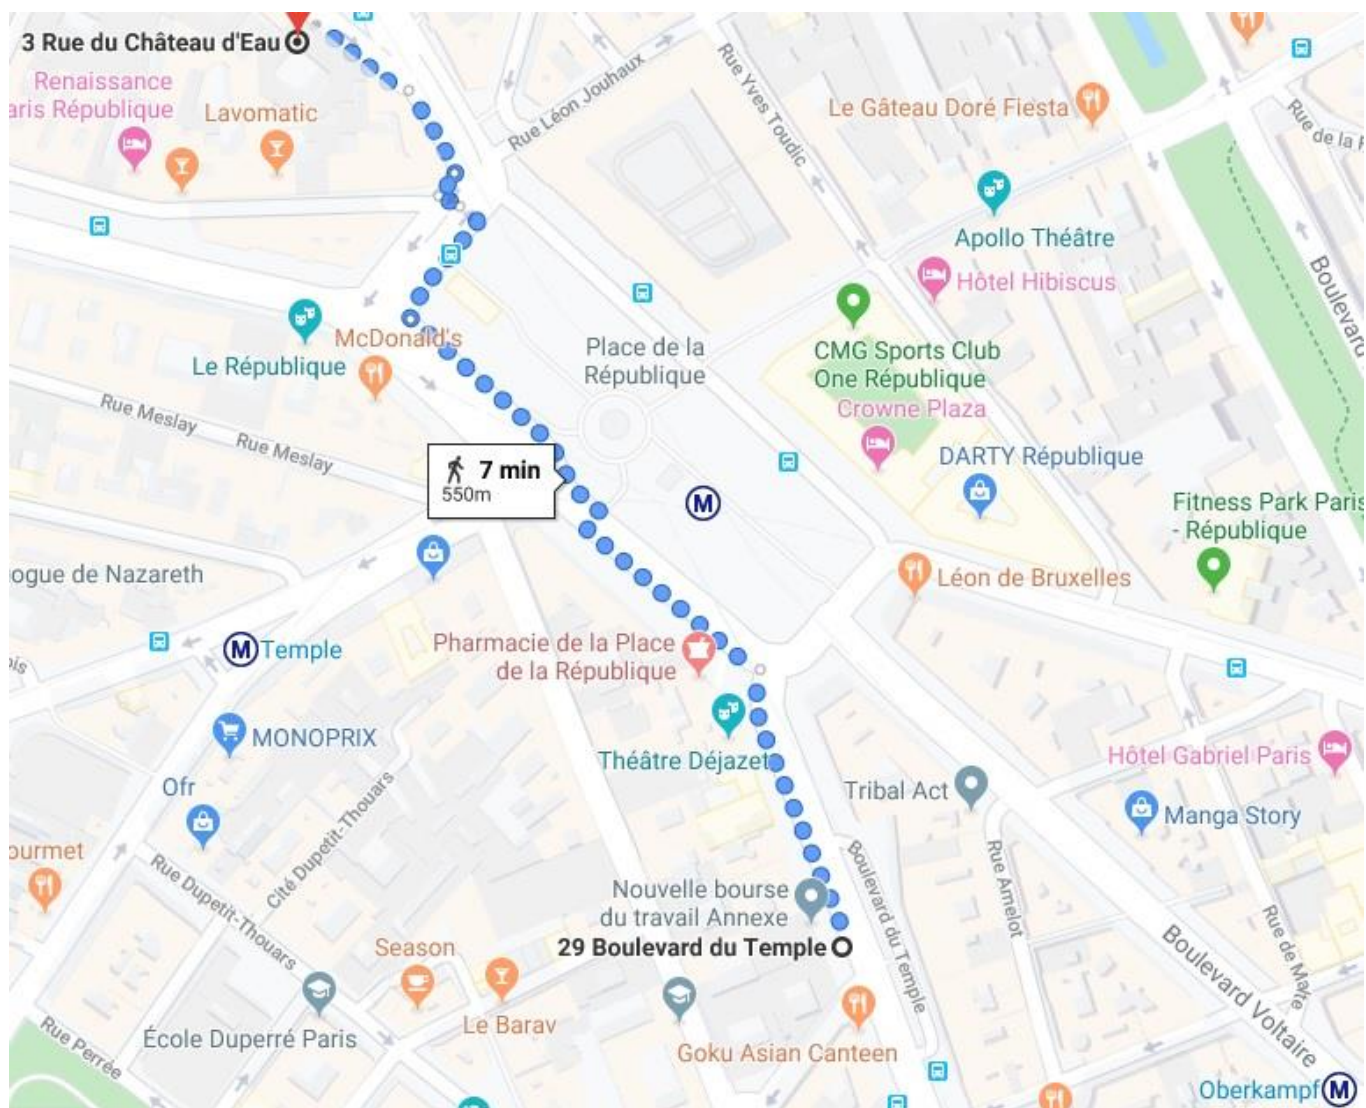 3 Rue du Château d'Eau
Renaissance
aris République
Lavomatic
Rue Léon Jouhaux
Rue Yves Toudic
Le Gâteau Doré Fiesta
Rue de la F
Apollo Théâtre
Hôtel Hibiscus
Boulevard
Le République
McDonald's
Place de la
République
CMG Sports Club
One République
Crowne Plaza
Rue Meslay
Rue Meslay
7 min
550m
M
DARTY République
Fitness Park Paris
- République
ogue de Nazareth
Léon de Bruxelles
M Temple
Pharmacie de la Place
de la République
ois
MONOPRIX
Théâtre Déjazet
Hôtel Gabriel Paris
Ofr
Tribal Act
Manga Story
Cité Dupetit-Thouars
ourmet
Rue Dupetit-Thouars
Nouvelle bourse
du travail Annexe
Boulevard du Temple
Rue Amelot
29 Boulevard du Temple
Season
Rue de Malte
Boulevard Voltaire
Le Barav
École Duperré Paris
Goku Asian Canteen
Rue Perrée
Oberkampf M